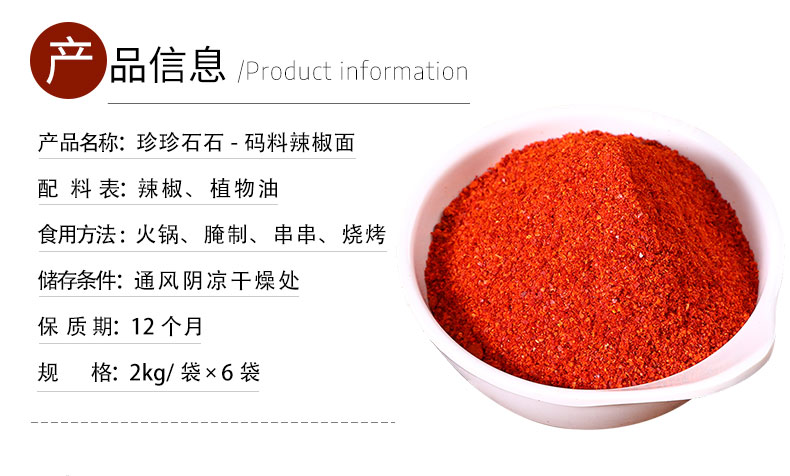 产品信息 /Product information
产品名称: 珍珍石石 - 码料辣椒面
配 料 表: 辣椒、植物油
食用方法: 火锅、腌制、串串、烧烤
储存条件: 通风阴凉干燥处
保 质 期: 12 个月
规 格: 2kg/ 袋 × 6 袋